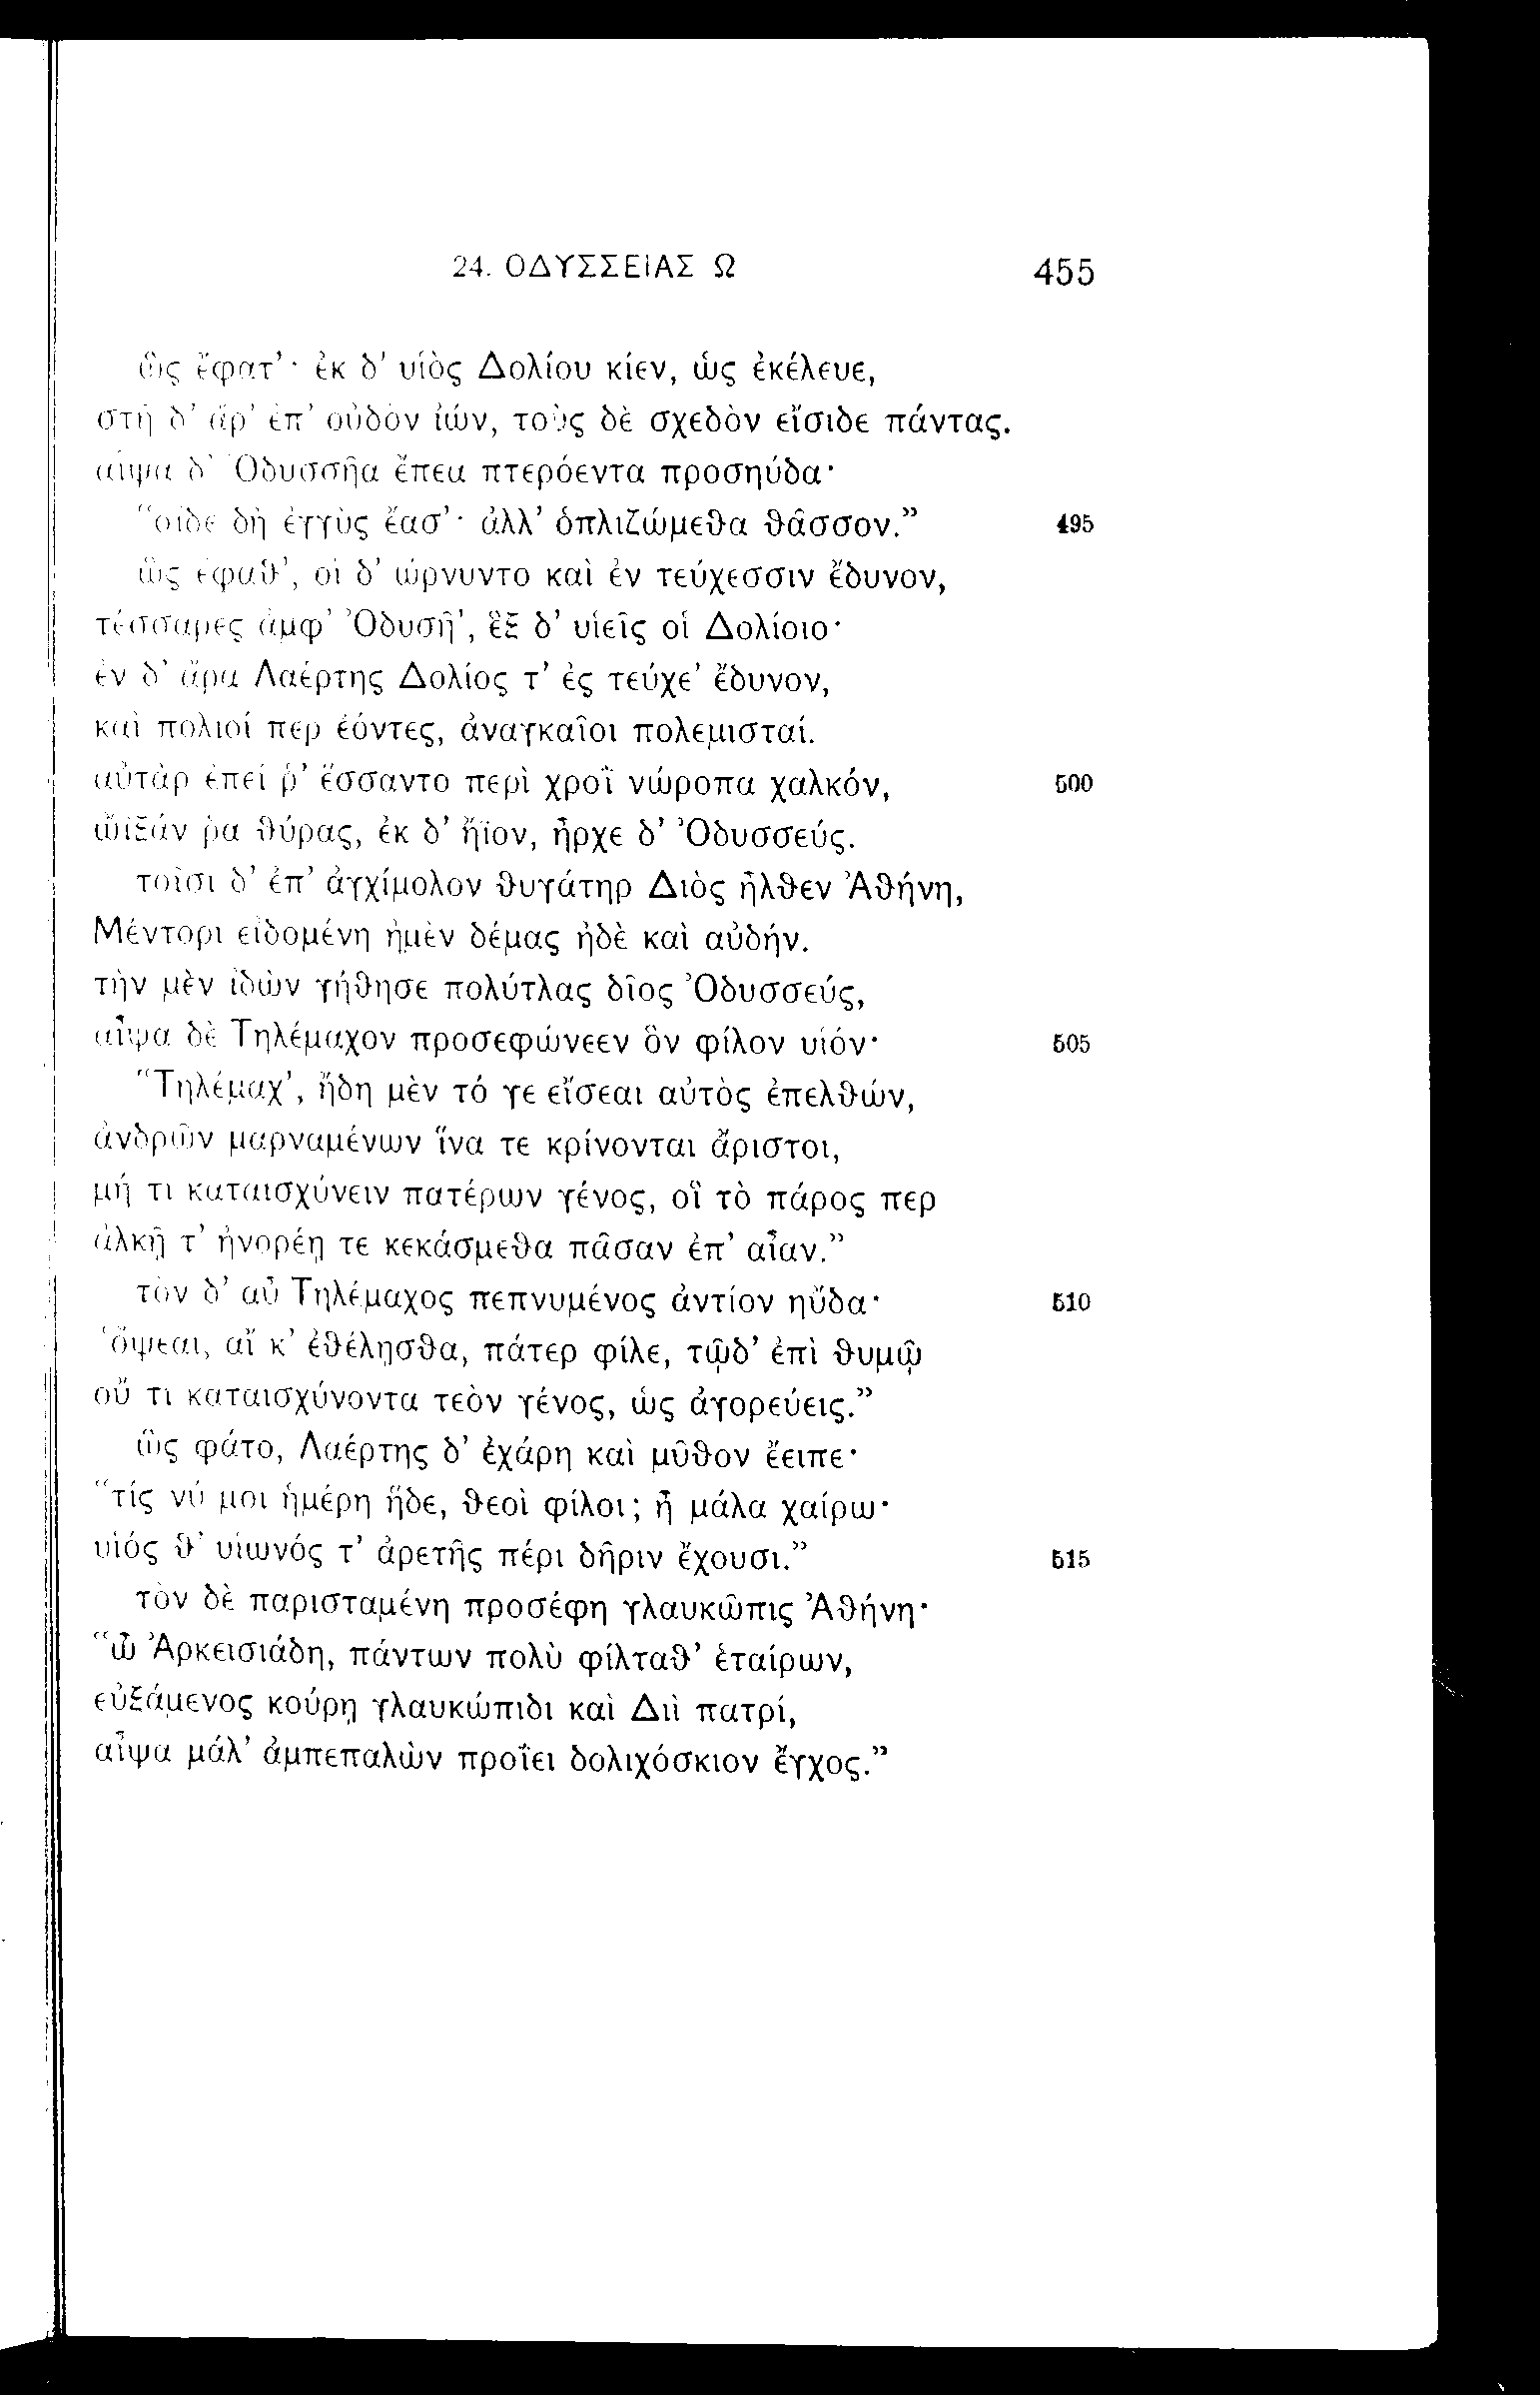 24. ΟΔΥΣΣΕΙΑΣ Ω 455
ὣς ἔφατ’· ἐκ δ’ υἱὸς Δολίου κίεν, ὡς ἐκέλευε,
στῆ δ’ ἄρ’ ἐπ’ οὐδὸν ἰών, τοὺς δὲ σχεδὸν εἴσιδε πάντας.
αἶψα δ’ Ὀδυσσῆα ἔπεα πτερόεντα προσηύδα·
“οἵδε δὴ ἐγγὺς ἔασ’· ἀλλ’ ὁπλιζώμεθα θᾶσσον.” 495
ὣς ἔφαθ’, οἱ δ’ ὤρνυντο καὶ ἐν τεύχεσσιν ἔδυνον,
τέσσαρες ἀμφ’ Ὀδυσῆ’, ἓξ δ’ υἱεῖς οἱ Δολίοιο·
ἐν δ’ ἄρα Λαέρτης Δολίος τ’ ἐς τεύχε’ ἔδυνον,
καὶ πολιοί περ ἐόντες, ἀναγκαῖοι πολεμισταί.
αὐτὰρ ἐπεί ῥ’ ἕσσαντο περὶ χροῒ νώροπα χαλκόν, 500
ὤιξάν ῥα θύρας, ἐκ δ’ ἤϊον, ἦρχε δ’ Ὀδυσσεύς.
τοῖσι δ’ ἐπ’ ἀγχίμολον θυγάτηρ Διὸς ἦλθεν Ἀθήνη,
Μέντορι εἰδομένη ἠμὲν δέμας ἠδὲ καὶ αὐδήν.
τὴν μὲν ἰδὼν γήθησε πολύτλας δῖος Ὀδυσσεύς,
αἶψα δὲ Τηλέμαχον προσεφώνεεν ὃν φίλον υἱόν· 505
“Τηλέμαχ’, ἤδη μὲν τό γε εἴσεαι αὐτὸς ἐπελθών,
ἀνδρῶν μαρναμένων ἵνα τε κρίνονται ἄριστοι,
μή τι καταισχύνειν πατέρων γένος, οἳ τὸ πάρος περ
ἀλκῇ τ’ ἠνορέῃ τε κεκάσμεθα πᾶσαν ἐπ’ αἶαν.”
τὸν δ’ αὖ Τηλέμαχος πεπνυμένος ἀντίον ηὔδα· 510
“ὄψεαι, αἴ κ’ ἐθέλῃσθα, πάτερ φίλε, τῷδ’ ἐπὶ θυμῷ
οὔ τι καταισχύνοντα τεὸν γένος, ὡς ἀγορεύεις.”
ὣς φάτο, Λαέρτης δ’ ἐχάρη καὶ μῦθον ἔειπε·
“τίς νύ μοι ἡμέρη ἥδε, θεοὶ φίλοι; ἦ μάλα χαίρω·
υἱός θ’ υἱωνός τ’ ἀρετῆς πέρι δῆριν ἔχουσι.” 515
τὸν δὲ παρισταμένη προσέφη γλαυκῶπις Ἀθήνη·
“ὦ Ἀρκεισιάδη, πάντων πολὺ φίλταθ’ ἑταίρων,
εὐξάμενος κούρῃ γλαυκώπιδι καὶ Διὶ πατρί,
αἶψα μάλ’ ἀμπεπαλὼν προΐει δολιχόσκιον ἔγχος.”